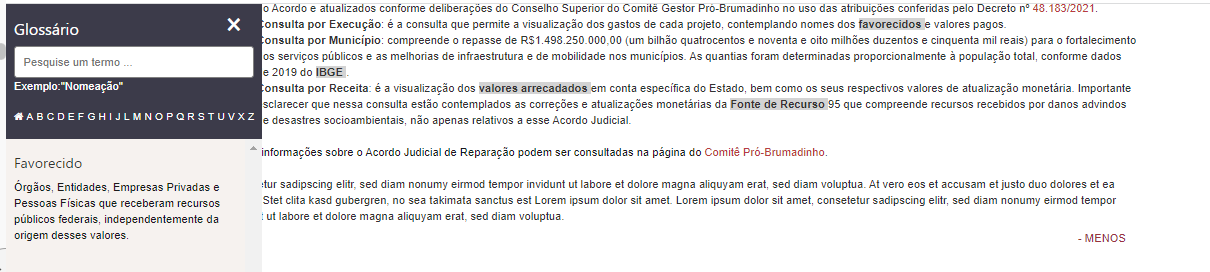 Glossário ×
Pesquise um termo ...
Exemplo:"Nomeação"
A B C D E F G H I J L M N O P Q R S T U V X Z
Favorecido
Órgãos, Entidades, Empresas Privadas e
Pessoas Físicas que receberam recursos
públicos federais, independentemente da
origem desses valores.
o Acordo e atualizados conforme deliberações do Conselho Superior do Comitê Gestor Pró-Brumadinho no uso das atribuições conferidas pelo Decreto nº 48.183/2021.
Consulta por Execução: é a consulta que permite a visualização dos gastos de cada projeto, contemplando nomes dos favorecidos e valores pagos.
Consulta por Município: compreende o repasse de R$1.498.250.000,00 (um bilhão quatrocentos e noventa e oito milhões duzentos e cinquenta mil reais) para o fortalecimento
os serviços públicos e as melhorias de infraestrutura e de mobilidade nos municípios. As quantias foram determinadas proporcionalmente à população total, conforme dados
e 2019 do IBGE .
Consulta por Receita: é a visualização dos valores arrecadados em conta específica do Estado, bem como os seus respectivos valores de atualização monetária. Importante
sclarecer que nessa consulta estão contemplados as correções e atualizações monetárias da Fonte de Recurso 95 que compreende recursos recebidos por danos advindos
e desastres socioambientais, não apenas relativos a esse Acordo Judicial.
informações sobre o Acordo Judicial de Reparação podem ser consultadas na página do Comitê Pró-Brumadinho.
etur sadipscing elitr, sed diam nonumy eirmod tempor invidunt ut labore et dolore magna aliquyam erat, sed diam voluptua. At vero eos et accusam et justo duo dolores et ea
Stet clita kasd gubergren, no sea takimata sanctus est Lorem ipsum dolor sit amet. Lorem ipsum dolor sit amet, consetetur sadipscing elitr, sed diam nonumy eirmod tempor
t ut labore et dolore magna aliquyam erat, sed diam voluptua.
- MENOS